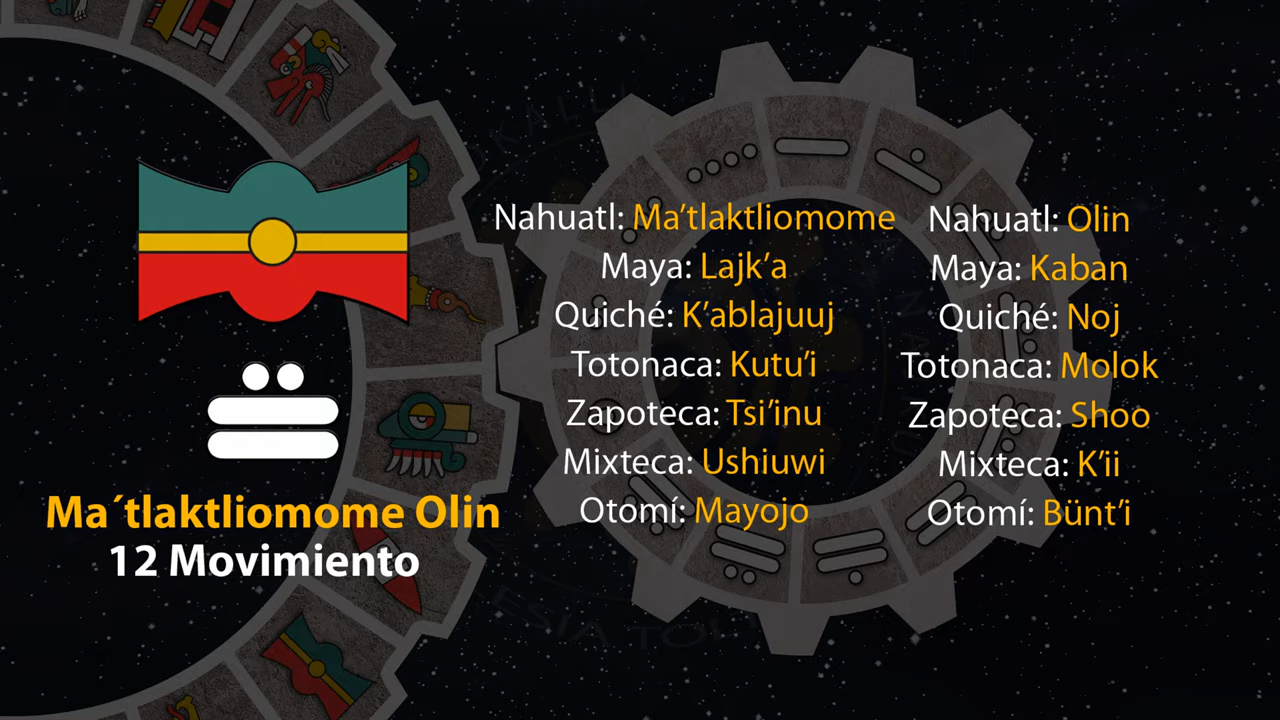 Nahuatl: Ma’tlaktliomome
Maya: Lajk’a
Quiché: K’ablajuuj
Totonaca: Kutu’i
Zapoteca: Tsi’inu
Mixteca: Ushiuwi
Otomí: Mayojo
Nahuatl: Olin
Maya: Kaban
Quiché: Noj
Totonaca: Molok
Zapoteca: Shoo
Mixteca: K’ii
Otomí: Bünt’i
Ma´tlaktliomome Olin
12 Movimiento